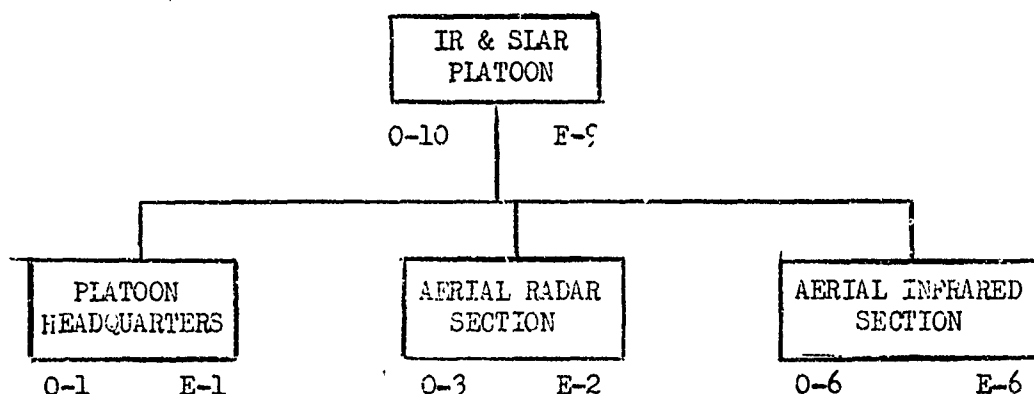 IR & SLAR
PLATOON
O-10 E-9
PLATOON
HEADQUARTERS
AERIAL RADAR
SECTION
AERIAL INFRARED
SECTION
O-1 E-1
O-3 E-2
O-6 E-6